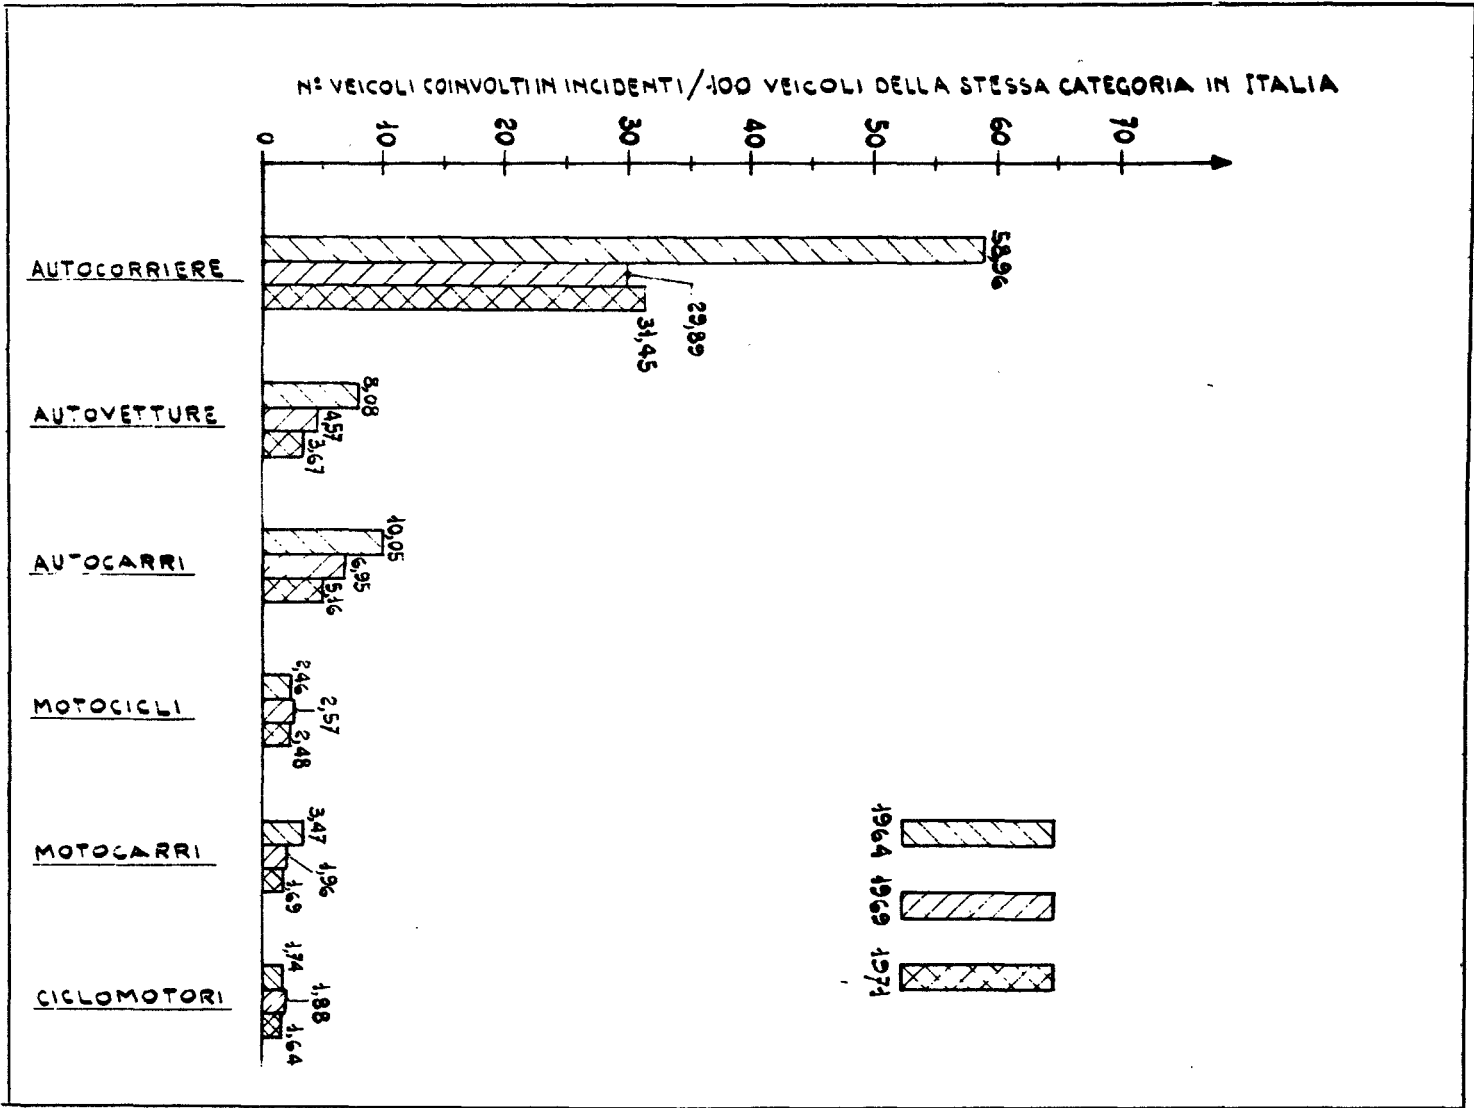 N° VEICOLI COINVOLTI IN INCIDENTI/100 VEICOLI DELLA STESSA CATEGORIA IN ITALIA
0 10 20 30 40 50 60 70
AUTOCORRIERE
58,96
29,89
31,45
AUTOVETTURE
8,08
4,57
3,67
AUTOCARRI
10,05
6,95
5,16
MOTOCICLI
2,46
2,57
2,48
MOTOCARRI
3,47
1,96
1,69
CICLOMOTORI
1,74
1,88
1,64
1964
1969
1971